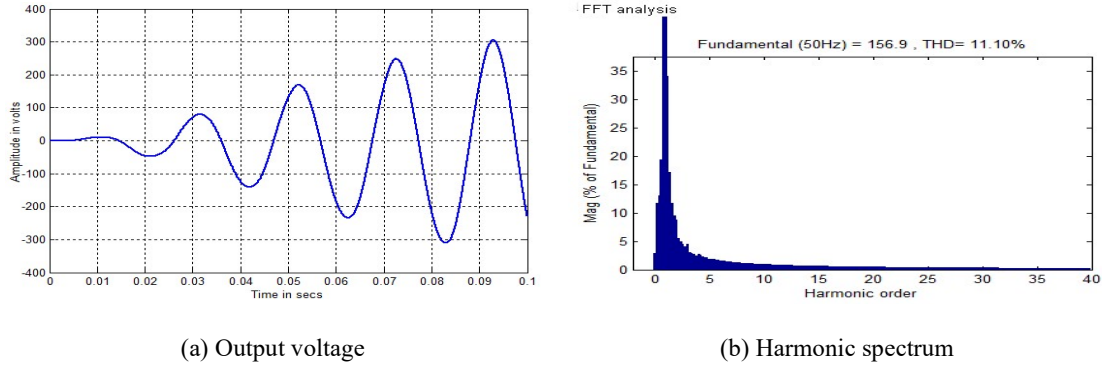 400
300
200
100
0
-100
-200
-300
-400
Amplitude in volts
0 0.01 0.02 0.03 0.04 0.05 0.06 0.07 0.08 0.09 0.1
Time in secs
(a) Output voltage
FFT analysis
Fundamental (50Hz) = 156.9 , THD= 11.10%
35
30
25
20
15
10
5
0
Mag (% of Fundamental)
0 5 10 15 20 25 30 35 40
Harmonic order
(b) Harmonic spectrum